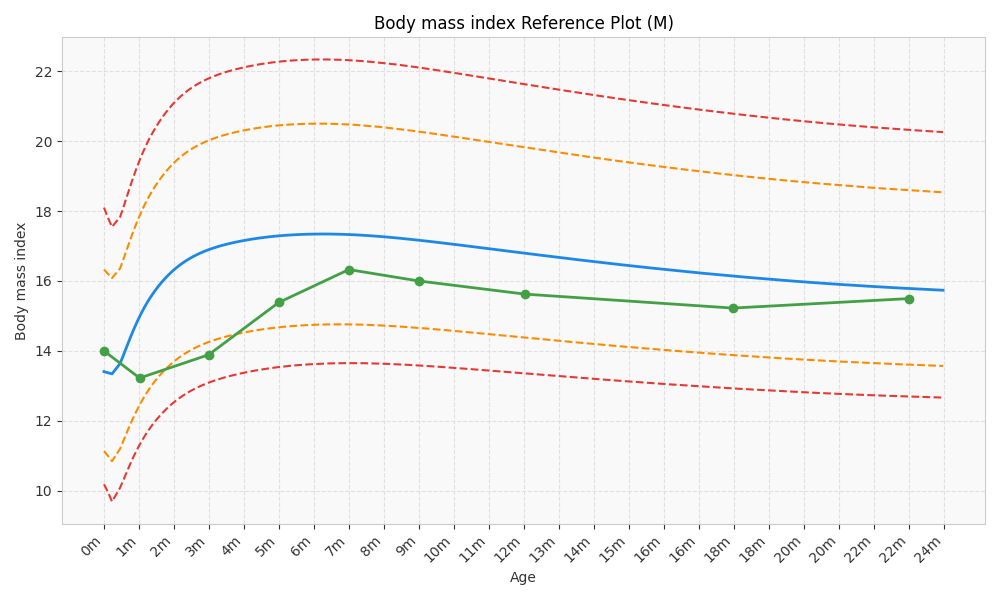 Body mass index Reference Plot (M)
Body mass index
22
20
18
16
14
12
10
0m
1m
2m
3m
4m
5m
6m
7m
8m
9m
10m
11m
12m
13m
14m
15m
16m
16m
18m
18m
20m
20m
22m
22m
24m
Age